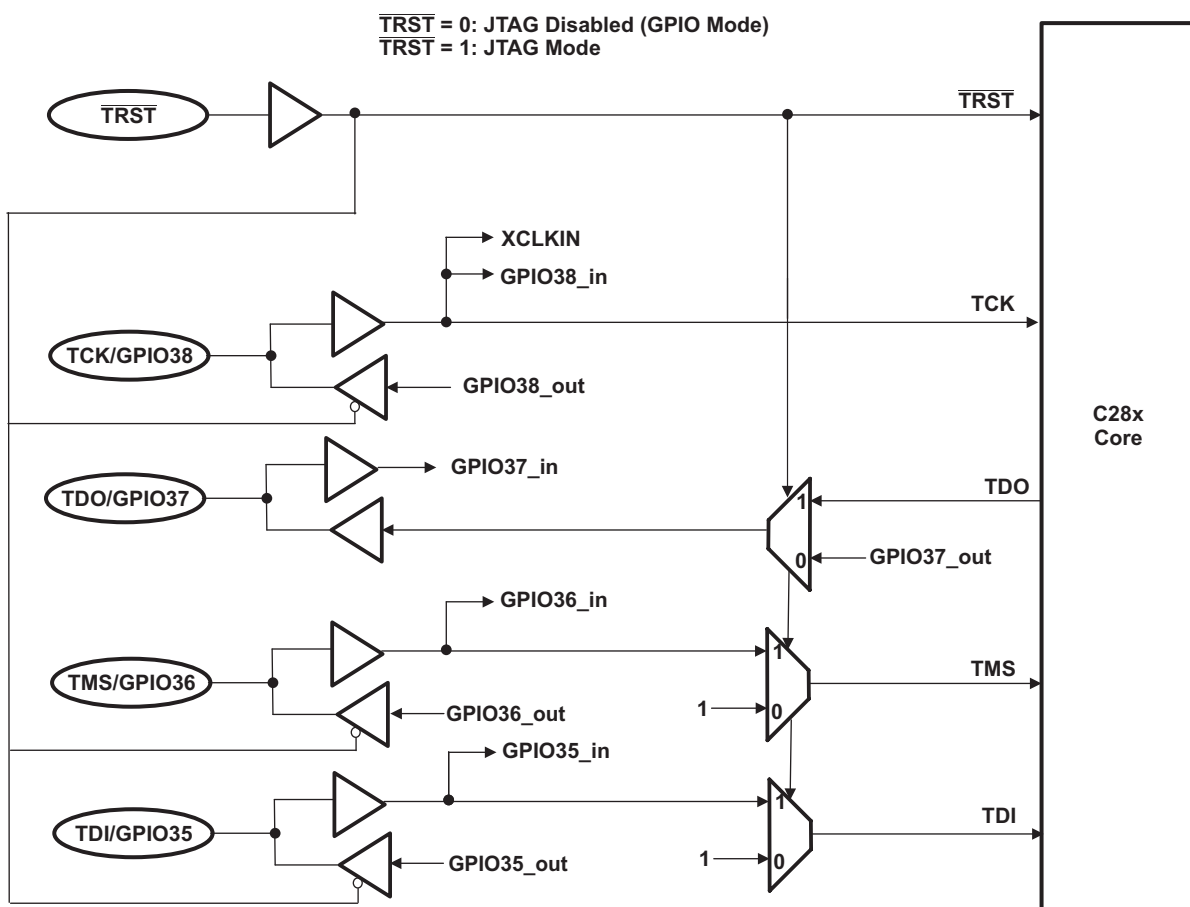 TRST = 0: JTAG Disabled (GPIO Mode)
TRST = 1: JTAG Mode
TRST
TRST
XCLKIN
GPIO38_in
TCK
TCK/GPIO38
GPIO38_out
C28x
Core
GPIO37_in
TDO
TDO/GPIO37
1
0
GPIO37_out
GPIO36_in
1
TMS
TMS/GPIO36
GPIO36_out
1
0
GPIO35_in
1
TDI
TDI/GPIO35
GPIO35_out
1
0